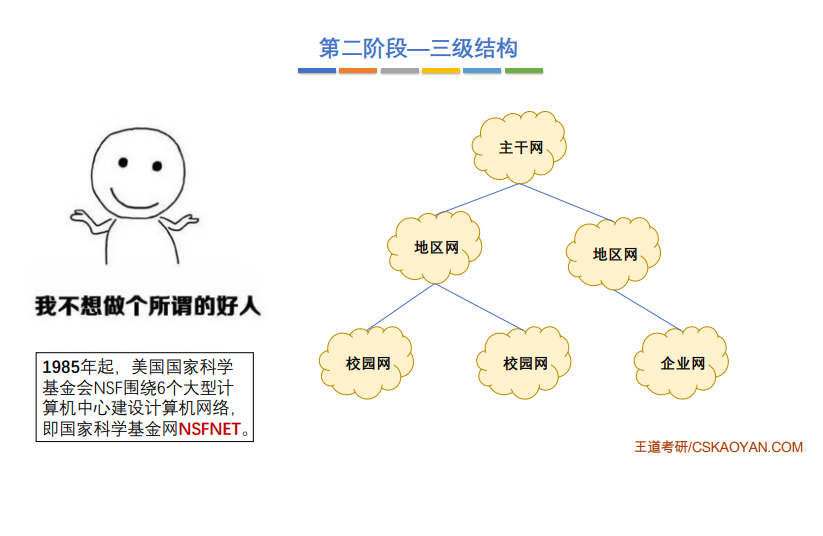 第二阶段—三级结构
主干网
地区网
地区网
校园网
校园网
企业网
我不想做个所谓的好人
1985年起，美国国家科学
基金会NSF围绕6个大型计
算机中心建设计算机网络，
即国家科学基金网NSFNET。
王道考研/CSKAOYAN.COM